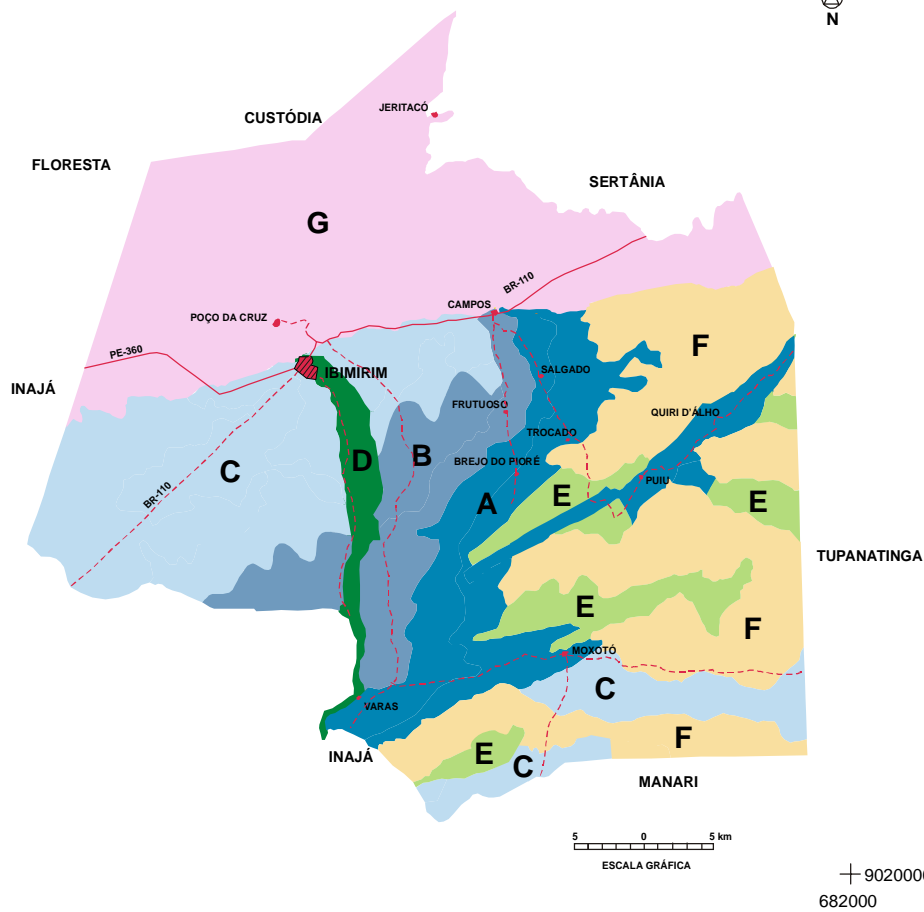 N
JERITACÓ
CUSTÓDIA
FLORESTA
SERTÂNIA
G
BR-110
CAMPOS
POÇO DA CRUZ
PE-360
F
IBIMIRIM
SALGADO
INAJÁ
FRUTUOSO
QUIRI D'ÁLHO
TROCADO
B
D
C
BREJO DO PIORÉ
PUIU
BR-110
A
E
E
TUPANATINGA
E
F
MOXOTÓ
C
VARAS
INAJÁ
E
C
F
MANARI
5 0 5 km
ESCALA GRÁFICA
9020000
682000